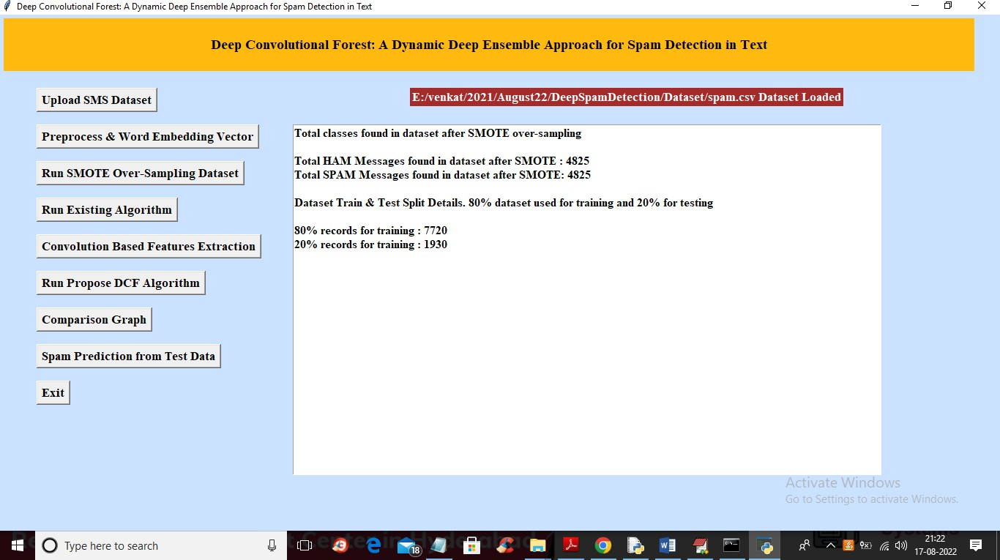 Deep Convolutional Forest: A Dynamic Deep Ensemble Approach for Spam Detection in Text
Deep Convolutional Forest: A Dynamic Deep Ensemble Approach for Spam Detection in Text
Upload SMS Dataset
E:/venkat/2021/August22/DeepSpamDetection/Dataset/spam.csv Dataset Loaded
Preprocess & Word Embedding Vector
Run SMOTE Over-Sampling Dataset
Run Existing Algorithm
Convolution Based Features Extraction
Run Propose DCF Algorithm
Comparison Graph
Spam Prediction from Test Data
Exit
Total classes found in dataset after SMOTE over-sampling
Total HAM Messages found in dataset after SMOTE : 4825
Total SPAM Messages found in dataset after SMOTE: 4825
Dataset Train & Test Split Details. 80% dataset used for training and 20% for testing
80% records for training : 7720
20% records for training : 1930
Activate Windows
Go to Settings to activate Windows.
Type here to search
18
21:22
17-08-2022